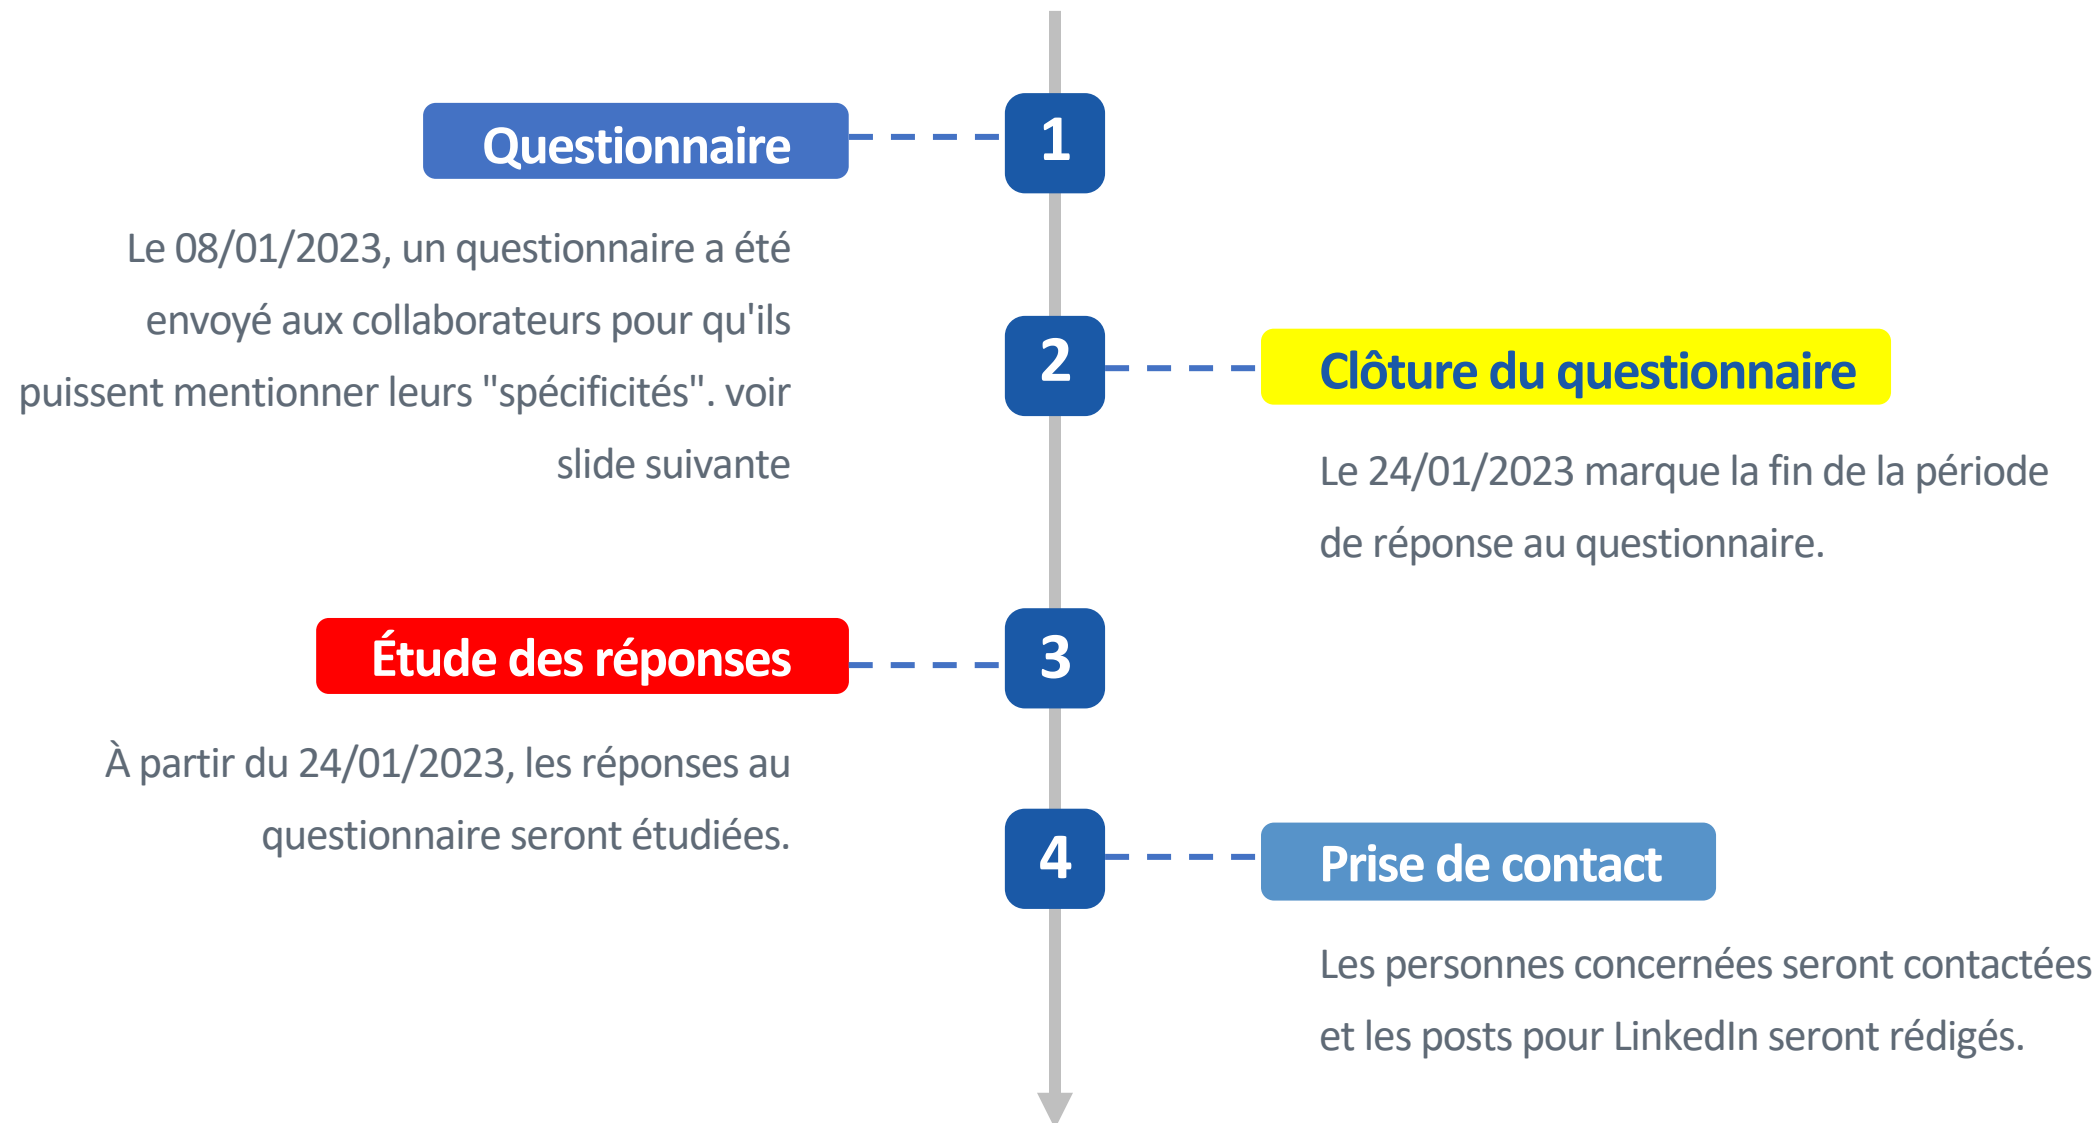 Questionnaire
1
Le 08/01/2023, un questionnaire a été
envoyé aux collaborateurs pour qu'ils
puissent mentionner leurs "spécificités". voir
slide suivante
2
Clôture du questionnaire
Le 24/01/2023 marque la fin de la période
de réponse au questionnaire.
Étude des réponses
3
À partir du 24/01/2023, les réponses au
questionnaire seront étudiées.
4
Prise de contact
Les personnes concernées seront contactées
et les posts pour LinkedIn seront rédigés.